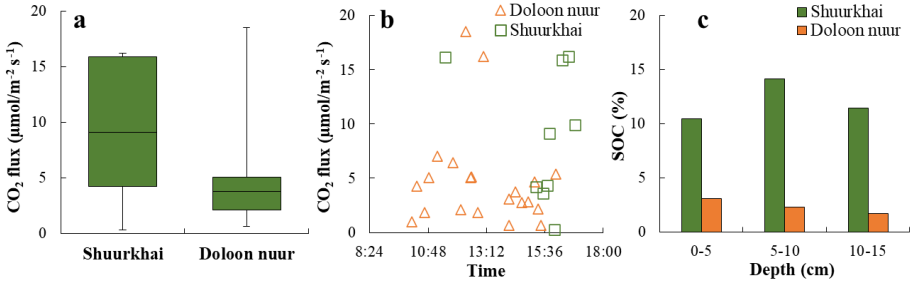 a
CO2 flux (µmol/m⁻² s⁻¹)
20
15
10
5
0
Shuurkhai
Doloon nuur
b
Doloon nuur
Shuurkhai
CO2 flux (µmol/m⁻² s⁻¹)
20
15
10
5
0
8:24 10:48 13:12 15:36 18:00
Time
c
Shuurkhai
Doloon nuur
SOC (%)
20
15
10
5
0
0-5 5-10 10-15
Depth (cm)